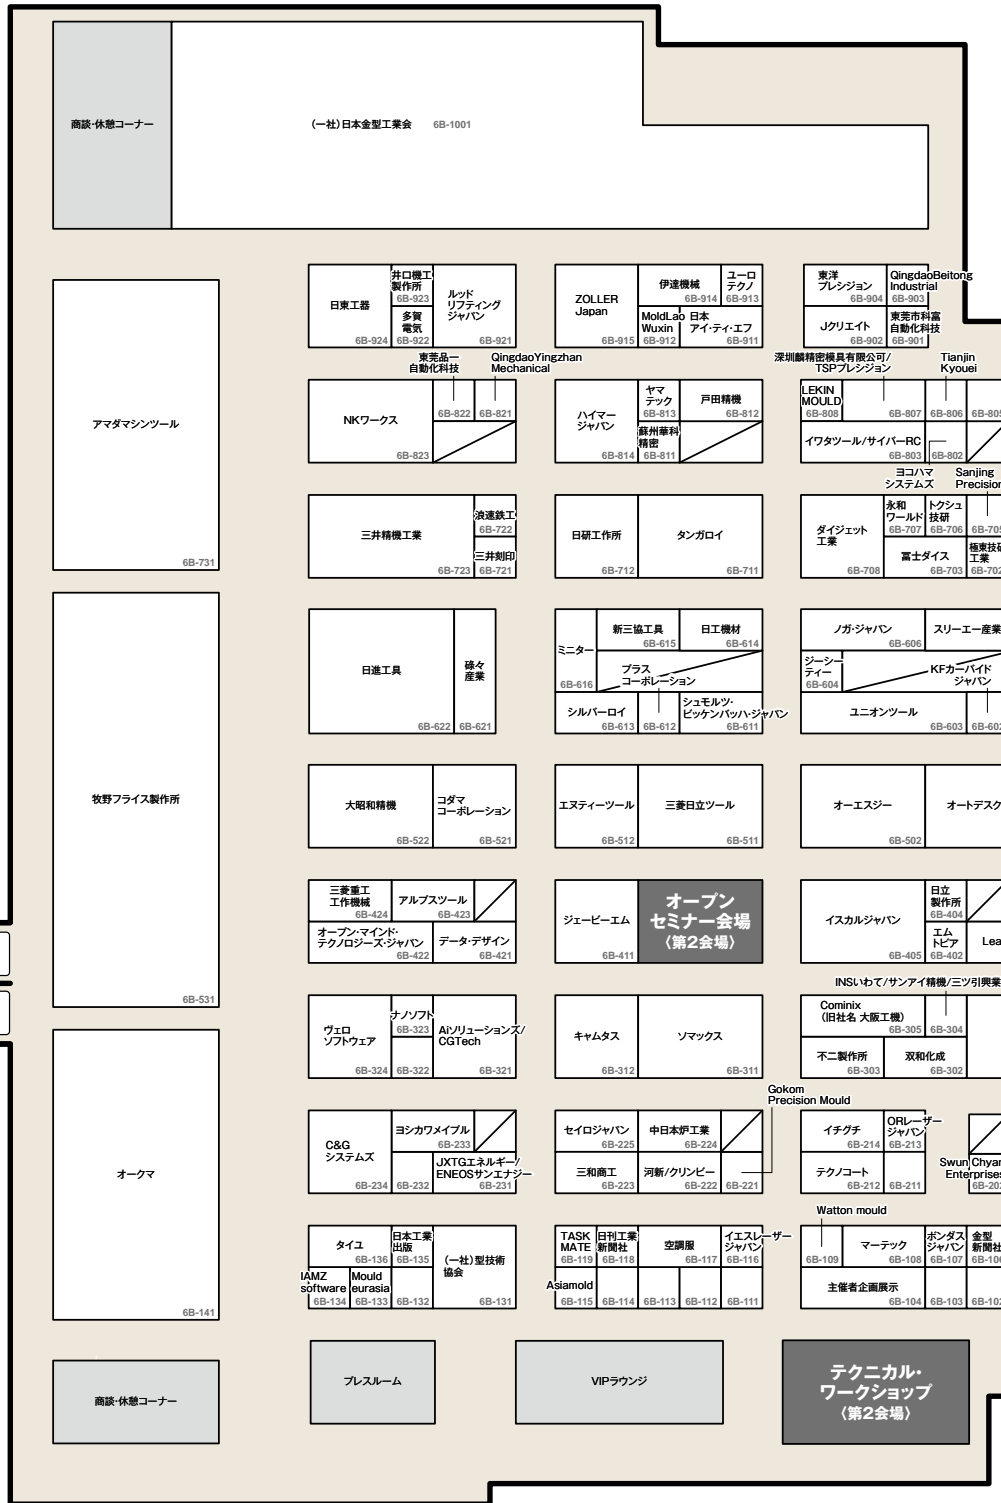 商談・休憩コーナー
（一社）日本金型工業会 6B-1001
アマダマシンツール
6B-731
日東工器
6B-924
井口機工
製作所
6B-923
多賀
電気
6B-922
ルッド
リフティング
ジャパン
6B-921
ZOLLER
Japan
6B-915
伊達機械
6B-914
ユーロ
テクノ
6B-913
MoldLao
Wuxin
6B-912
日本
アイ・ティ・エフ
6B-911
東洋
プレシジョン
6B-904
QingdaoBeitong
Industrial
6B-903
Jクリエイト
6B-902
東莞市科富
自動化科技
6B-901
東莞品一
自動化科技
QingdaoYingzhan
Mechanical
NKワークス
6B-823
6B-822
6B-821
ハイマー
ジャパン
6B-814
ヤマ
テック
6B-813
戸田精機
6B-812
蘇州華科
精密
6B-811
深圳麟精密模具有限公司/
TSPプレシジョン
Tianjin
Kyouei
LEKIN
MOULD
6B-808
6B-807
6B-806
6B-805
イワタツール/サイバーRC
6B-803
6B-802
ヨコハマ
システムズ
Sanjing
Precision
三井精機工業
6B-723
浪速鉄工
6B-722
三井刻印
6B-721
日研工作所
6B-712
タンガロイ
6B-711
ダイジェット
工業
6B-708
永和
ワールド
6B-707
トクシュ
技研
6B-706
6B-705
冨士ダイス
6B-703
極東技研
工業
6B-702
日進工具
6B-622
碌々
産業
6B-621
ミニター
6B-616
新三協工具
6B-615
日工機材
6B-614
プラス
コーポレーション
シルバーロイ
6B-613
6B-612
シュモルツ・
ビッケンバッハ・ジャパン
6B-611
ノガ・ジャパン
6B-606
スリーエー産業
ジーシー
ティー
6B-604
KFカーバイド
ジャパン
ユニオンツール
6B-603
6B-602
牧野フライス製作所
6B-531
大昭和精機
6B-522
コダマ
コーポレーション
6B-521
エヌティーツール
6B-512
三菱日立ツール
6B-511
オーエスジー
6B-502
オートデスク
三菱重工
工作機械
6B-424
アルプスツール
6B-423
オープン・マインド・
テクノロジーズ・ジャパン
6B-422
データ・デザイン
6B-421
ジェービーエム
6B-411
オープン
セミナー会場
〈第2会場〉
イスカルジャパン
6B-405
日立
製作所
6B-404
エム
トピア
6B-402
Lea
INSいわて/サンアイ精機/三ツ引興業
ヴェロ
ソフトウェア
6B-324
ナノソフト
6B-323
6B-322
Aiソリューションズ/
CGTech
6B-321
キャムタス
6B-312
ソマックス
6B-311
Cominix
（旧社名 大阪工機）
6B-305
6B-304
不二製作所
6B-303
双和化成
6B-302
Gokom
Precision Mould
オークマ
6B-141
C&G
システムズ
6B-234
ヨシカワメイプル
6B-233
6B-232
JXTGエネルギー/
ENEOSサンエナジー
6B-231
セイロジャパン
6B-225
中日本炉工業
6B-224
三和商工
6B-223
河新/クリンビー
6B-222
6B-221
イチグチ
6B-214
ORレーザー
ジャパン
6B-213
テクノコート
6B-212
6B-211
Swun Chyan
Enterprises
6B-202
Watton mould
タイユ
6B-136
日本工業
出版
6B-135
（一社）型技術
協会
6B-131
IAMZ
software
6B-134
Mould
eurasia
6B-133
6B-132
TASK
MATE
6B-119
日刊工業
新聞社
6B-118
空調服
6B-117
イエスレーザー
ジャパン
6B-116
Asiamold
6B-115
6B-114
6B-113
6B-112
6B-111
6B-109
マーテック
6B-108
ボンダス
ジャパン
6B-107
金型
新聞社
6B-106
主催者企画展示
6B-104
6B-103
6B-102
商談・休憩コーナー
プレスルーム
VIPラウンジ
テクニカル・
ワークショップ
〈第2会場〉